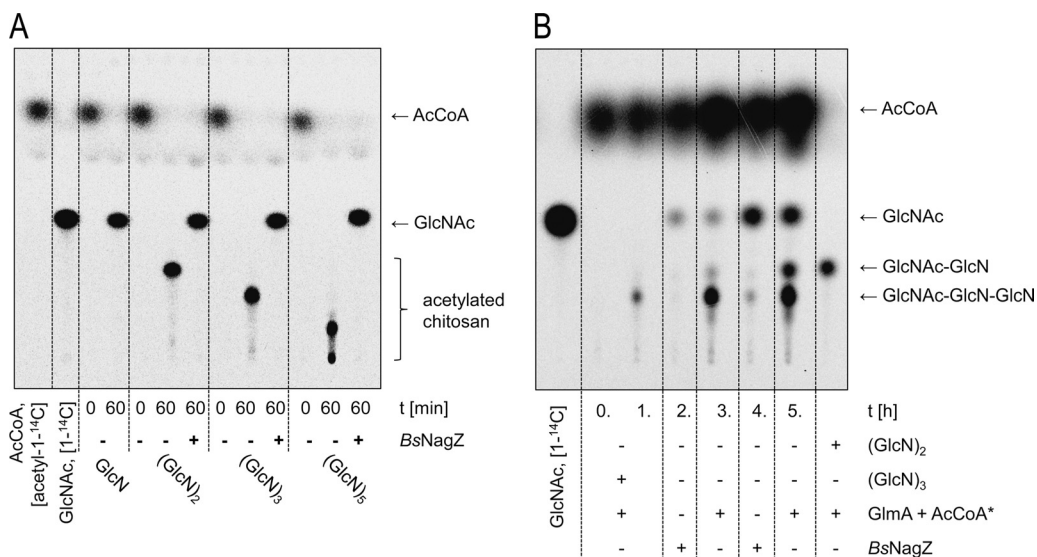 A
← AcCoA
← GlcNAc
acetylated
chitosan
0 60 0 60 60 0 60 60 0 60 60 t [min]
- - + - - + - - + BsNagZ
AcCoA,
[acetyl-1-¹⁴C]
GlcNAc, [1-¹⁴C]
GlcN
(GlcN)₂
(GlcN)₃
(GlcN)₅
B
← AcCoA
← GlcNAc
← GlcNAc-GlcN
← GlcNAc-GlcN-GlcN
GlcNAc, [1-¹⁴C]
0. 1. 2. 3. 4. 5. t [h]
- - - - - + (GlcN)₂
+ - - - - - (GlcN)₃
+ - + - + + GlmA + AcCoA*
- + - + - - BsNagZ